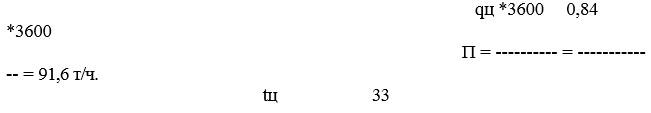 qц *3600 0,84
*3600
П = ---------- = -----------
-- = 91,6 т/ч.
tц 33